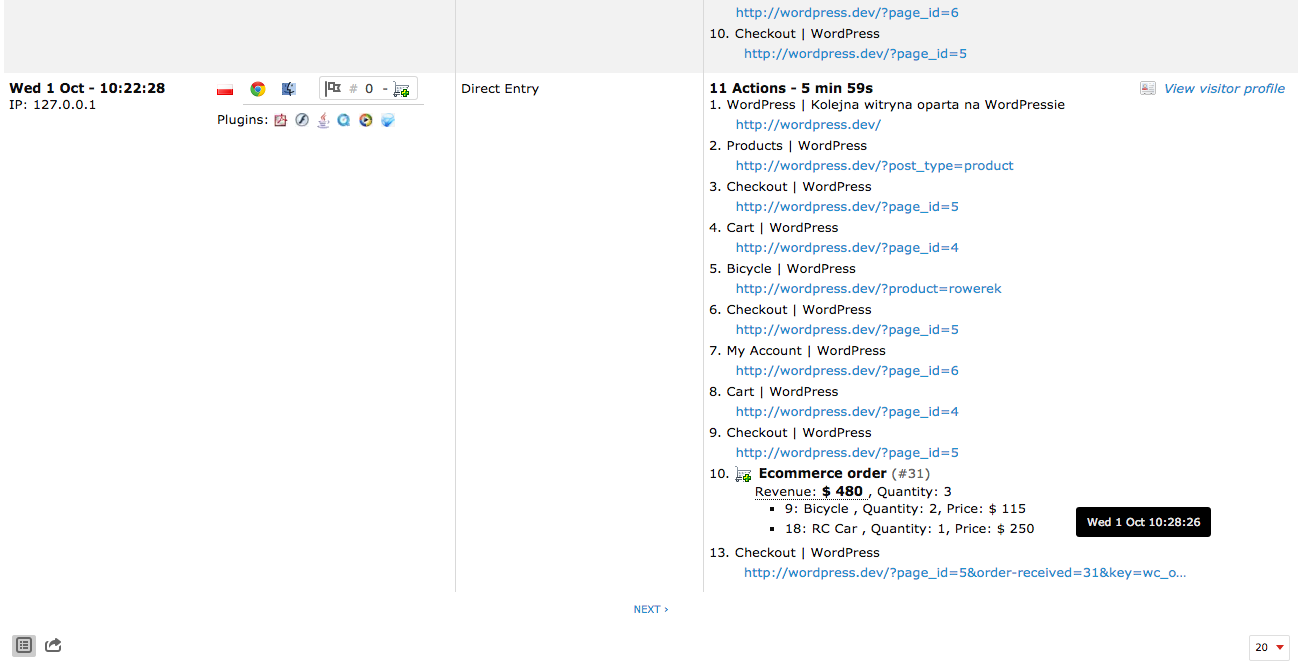 http://wordpress.dev/?page_id=6
10. Checkout | WordPress
http://wordpress.dev/?page_id=5
Wed 1 Oct - 10:22:28
IP: 127.0.0.1
# 0 -
Plugins:
Direct Entry
11 Actions - 5 min 59s
View visitor profile
1. WordPress | Kolejna witryna oparta na WordPressie
http://wordpress.dev/
2. Products | WordPress
http://wordpress.dev/?post_type=product
3. Checkout | WordPress
http://wordpress.dev/?page_id=5
4. Cart | WordPress
http://wordpress.dev/?page_id=4
5. Bicycle | WordPress
http://wordpress.dev/?product=rowerek
6. Checkout | WordPress
http://wordpress.dev/?page_id=5
7. My Account | WordPress
http://wordpress.dev/?page_id=6
8. Cart | WordPress
http://wordpress.dev/?page_id=4
9. Checkout | WordPress
http://wordpress.dev/?page_id=5
10. Ecommerce order (#31)
Revenue: $ 480 , Quantity: 3
▪ 9: Bicycle , Quantity: 2, Price: $ 115
▪ 18: RC Car , Quantity: 1, Price: $ 250
Wed 1 Oct 10:28:26
13. Checkout | WordPress
http://wordpress.dev/?page_id=5&order-received=31&key=wc_o...
NEXT ›
20